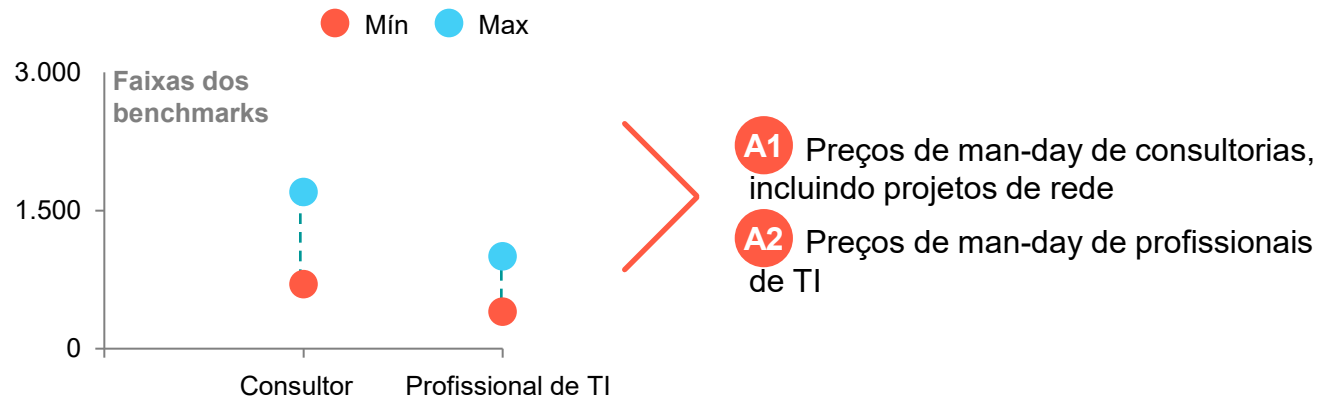 Mín Max
3.000
Faixas dos
benchmarks
1.500
0
Consultor Profissional de TI
A1 Preços de man-day de consultorias,
incluindo projetos de rede
A2 Preços de man-day de profissionais
de TI